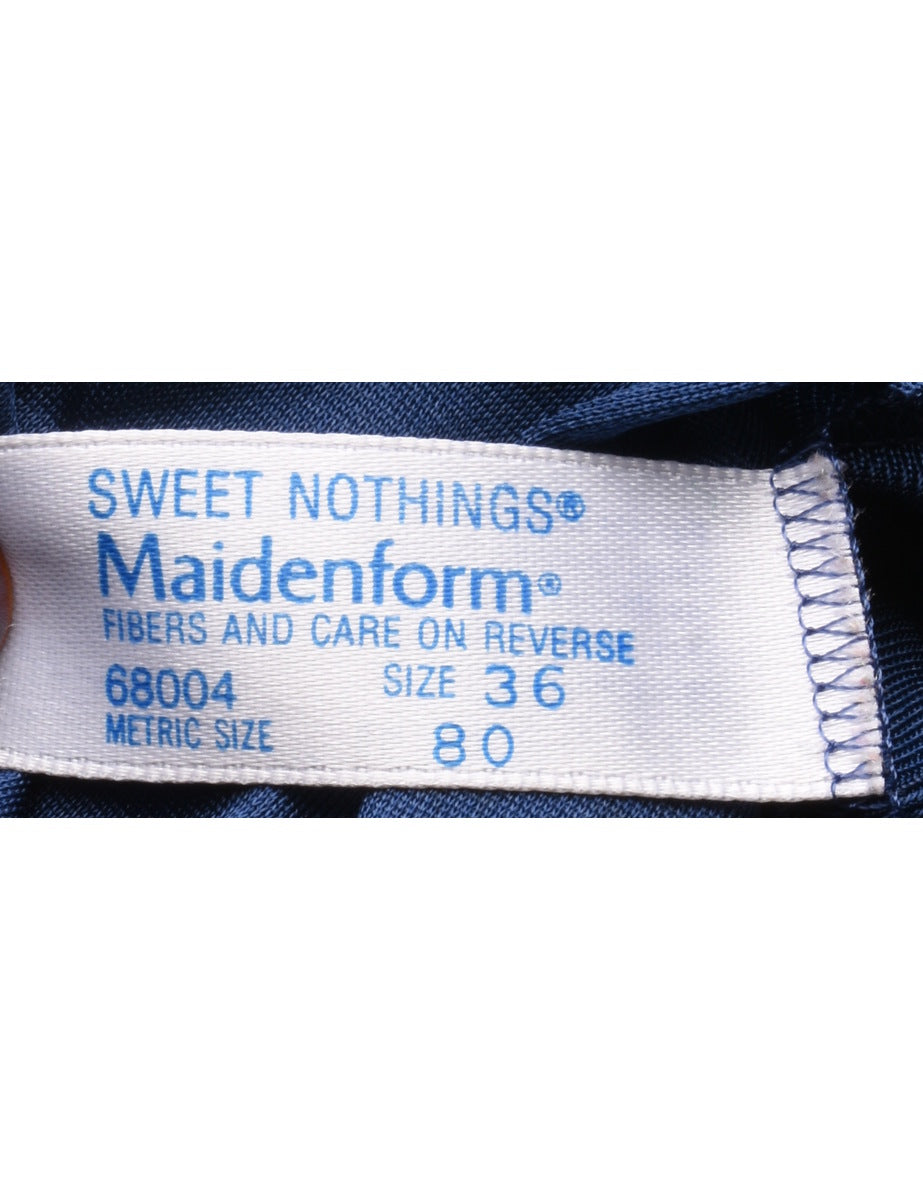 SWEET NOTHINGS®
Maidenform®
FIBERS AND CARE ON REVERSE
68004 SIZE 36
METRIC SIZE 80